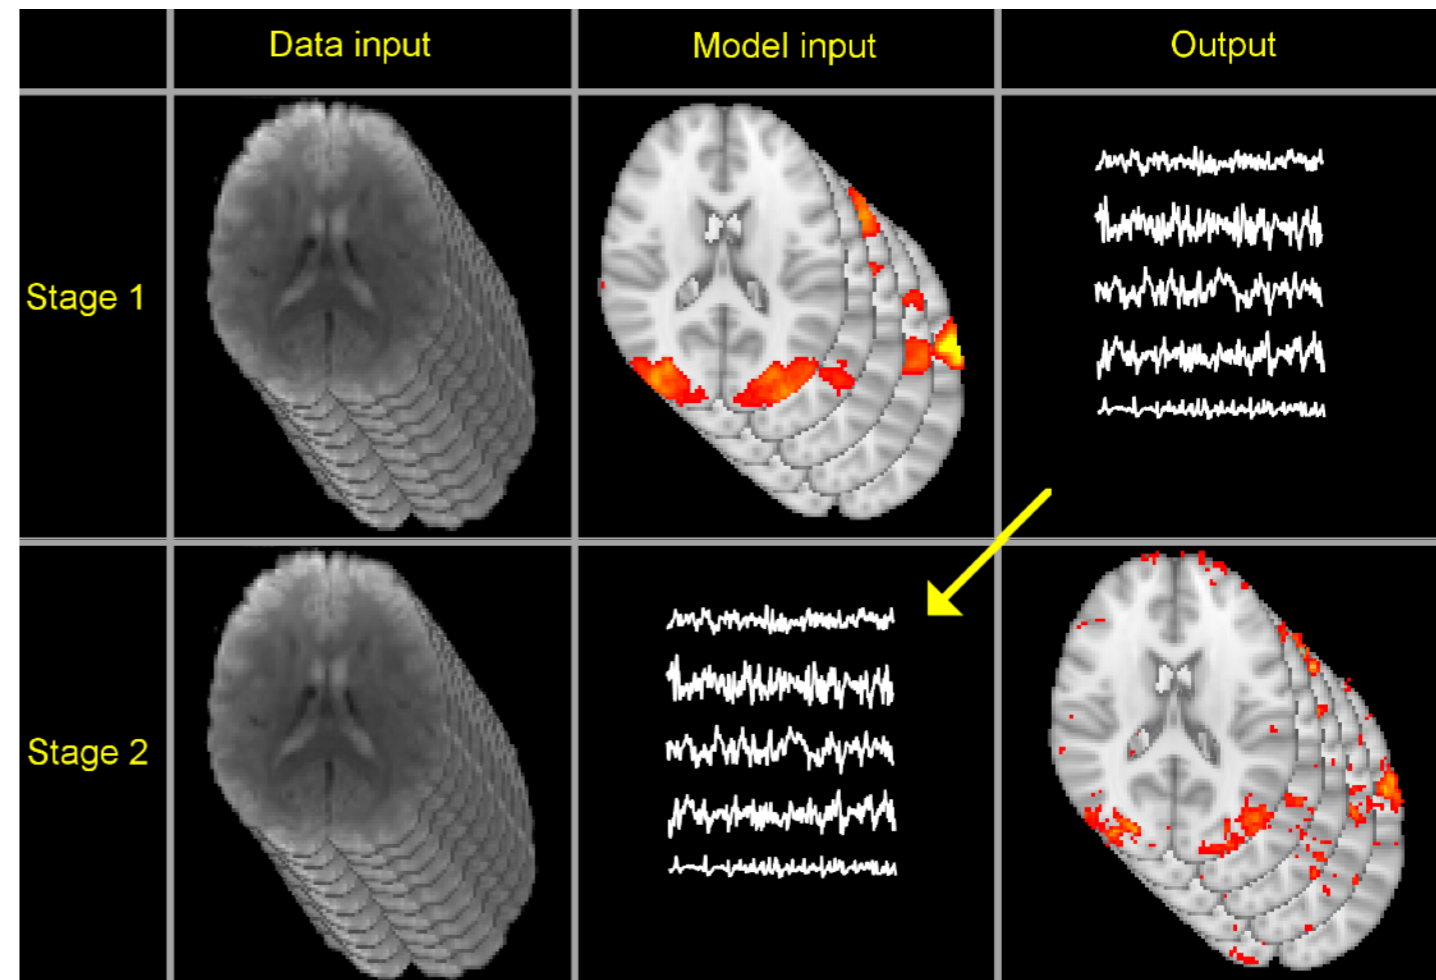 Data input
Model input
Output
Stage 1
Stage 2